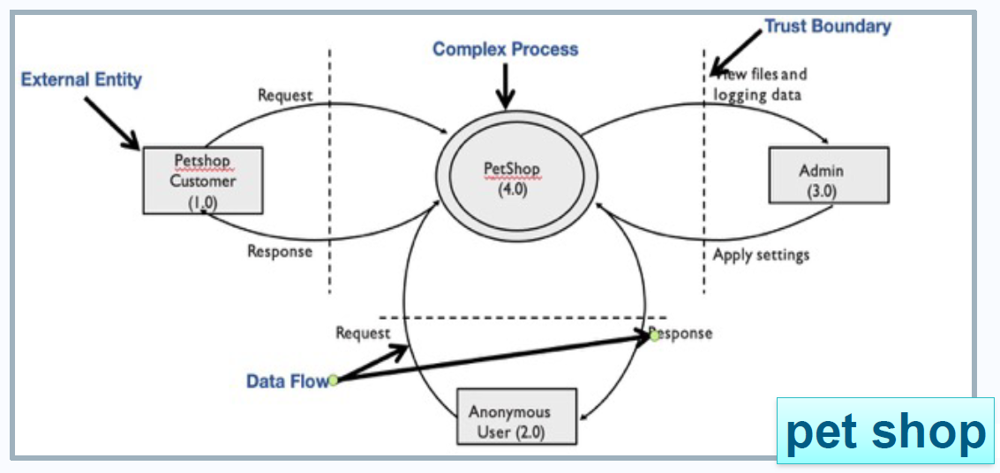 Trust Boundary
Complex Process
External Entity
View files and
logging data
Request
Petshop
Customer
(1.0)
PetShop
(4.0)
Admin
(3.0)
Response
Apply settings
Request
Response
Data Flow
Anonymous
User (2.0)
pet shop